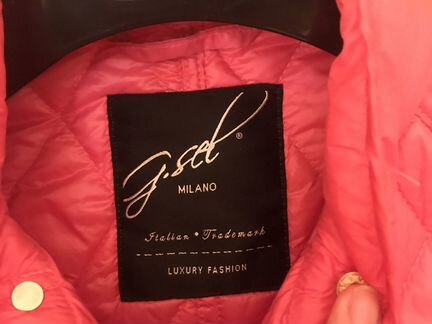 g.sel®
MILANO
Italian • Trademark
LUXURY FASHION